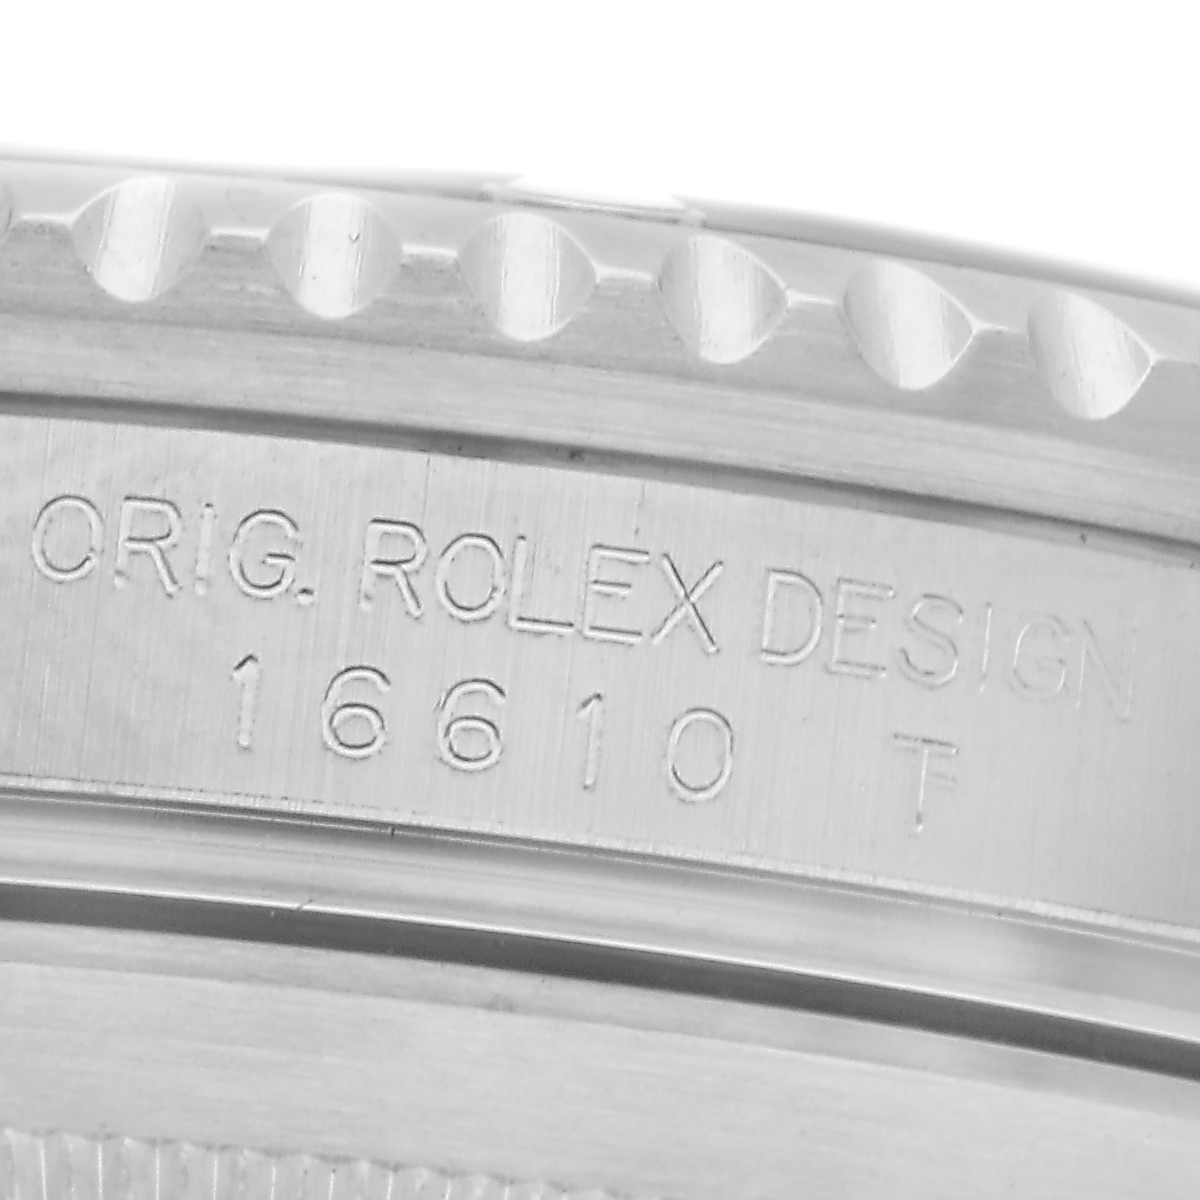 ORIG. ROLEX DESIGN
16610 T